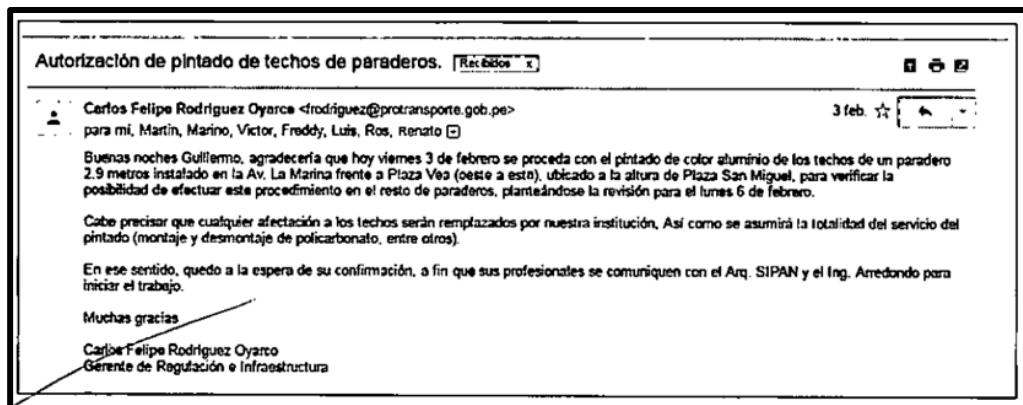 Autorización de pintado de techos de paraderos. Recibidos x
Carlos Felipe Rodriguez Oyarce <frodriguez@protransporte.gob.pe> 3 feb.
para mí, Martin, Marino, Victor, Freddy, Luis, Ros, Renato
Buenas noches Guillermo, agradecería que hoy viernes 3 de febrero se proceda con el pintado de color aluminio de los techos de un paradero
2.9 metros instalado en la Av. La Marina frente a Plaza Vea (oeste a este), ubicado a la altura de Plaza San Miguel, para verificar la
posibilidad de efectuar este procedimiento en el resto de paraderos, planteándose la revisión para el lunes 6 de febrero.
Cabe precisar que cualquier afectación a los techos serán remplazados por nuestra institución, Así como se asumirá la totalidad del servicio del
pintado (montaje y desmontaje de policarbonato, entre otros).
En ese sentido, quedo a la espera de su confirmación, a fin que sus profesionales se comuniquen con el Arq. SIPAN y el Ing. Arredondo para
iniciar el trabajo.
Muchas gracias
Carlos Felipe Rodriguez Oyarco
Gerente de Regulación e Infraestructura